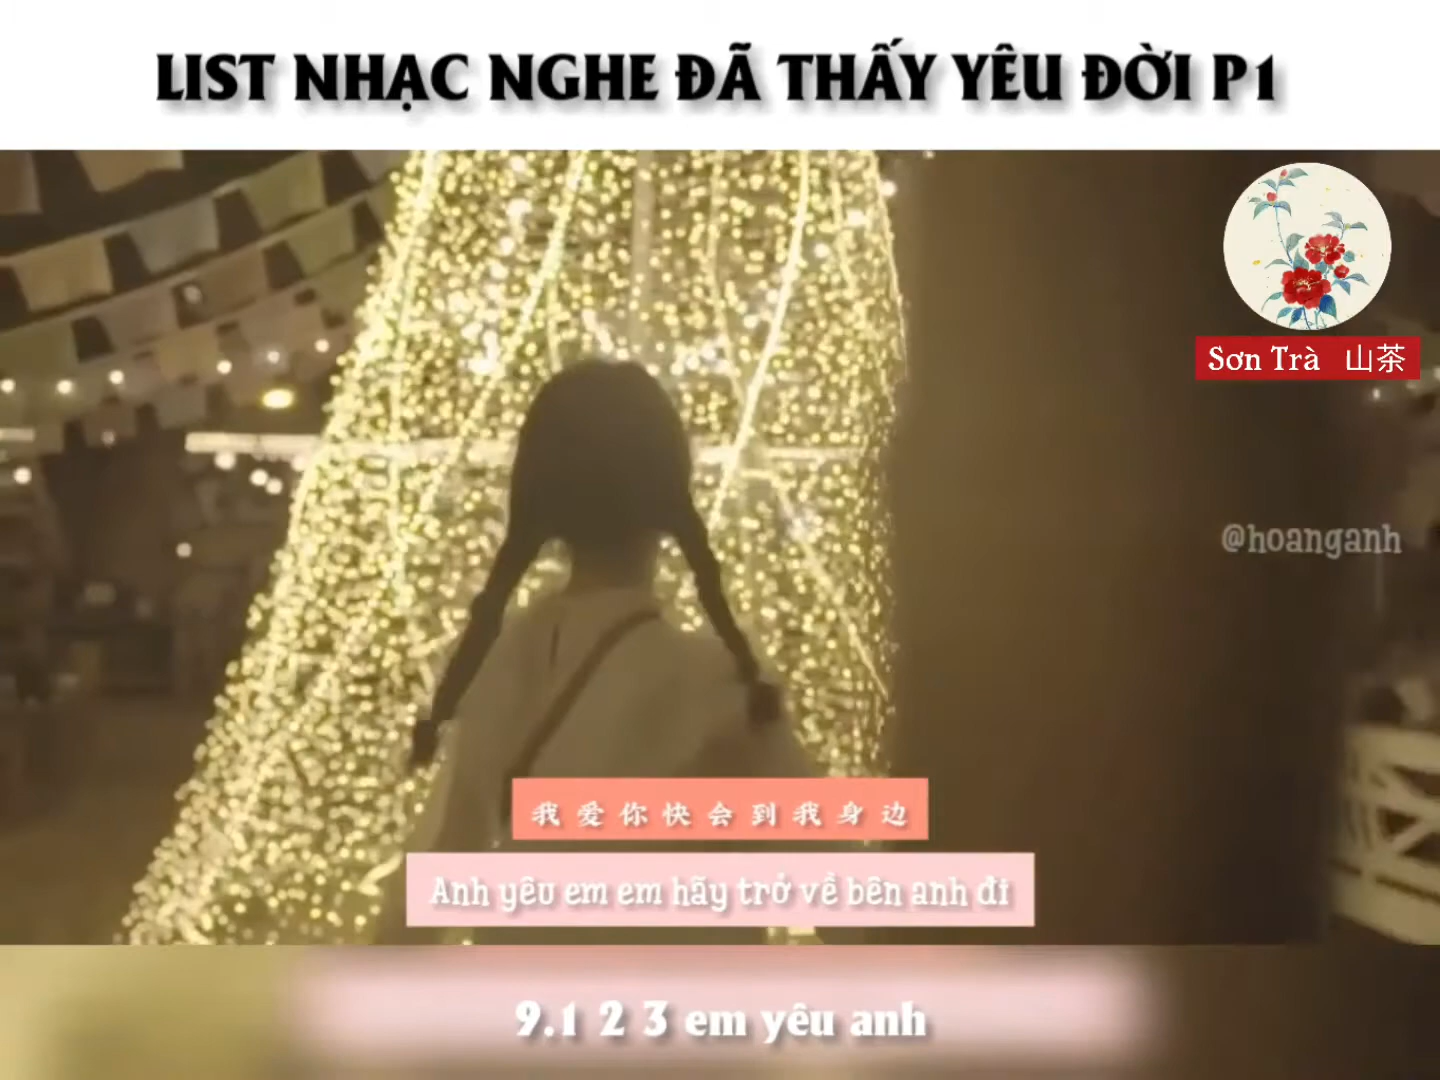 LIST NHẠC NGHE ĐÃ THẤY YÊU ĐỜI P1
Sơn Trà 山茶
@hoanganh
我爱你快会到我身边
Anh yêu em em hãy trở về bên anh đi
9.1 2 3 em yêu anh